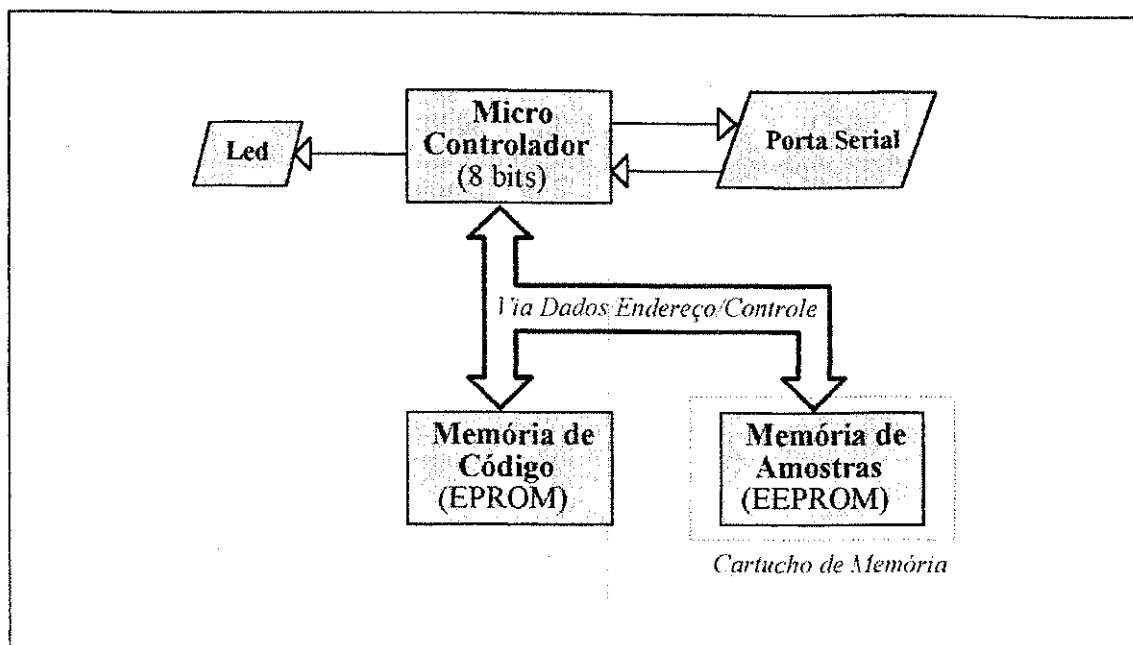 Micro
Controlador
(8 bits)
Led
Porta Serial
Via Dados Endereço/Controle
Memória de
Código
(EPROM)
Memória de
Amostras
(EEPROM)
Cartucho de Memória